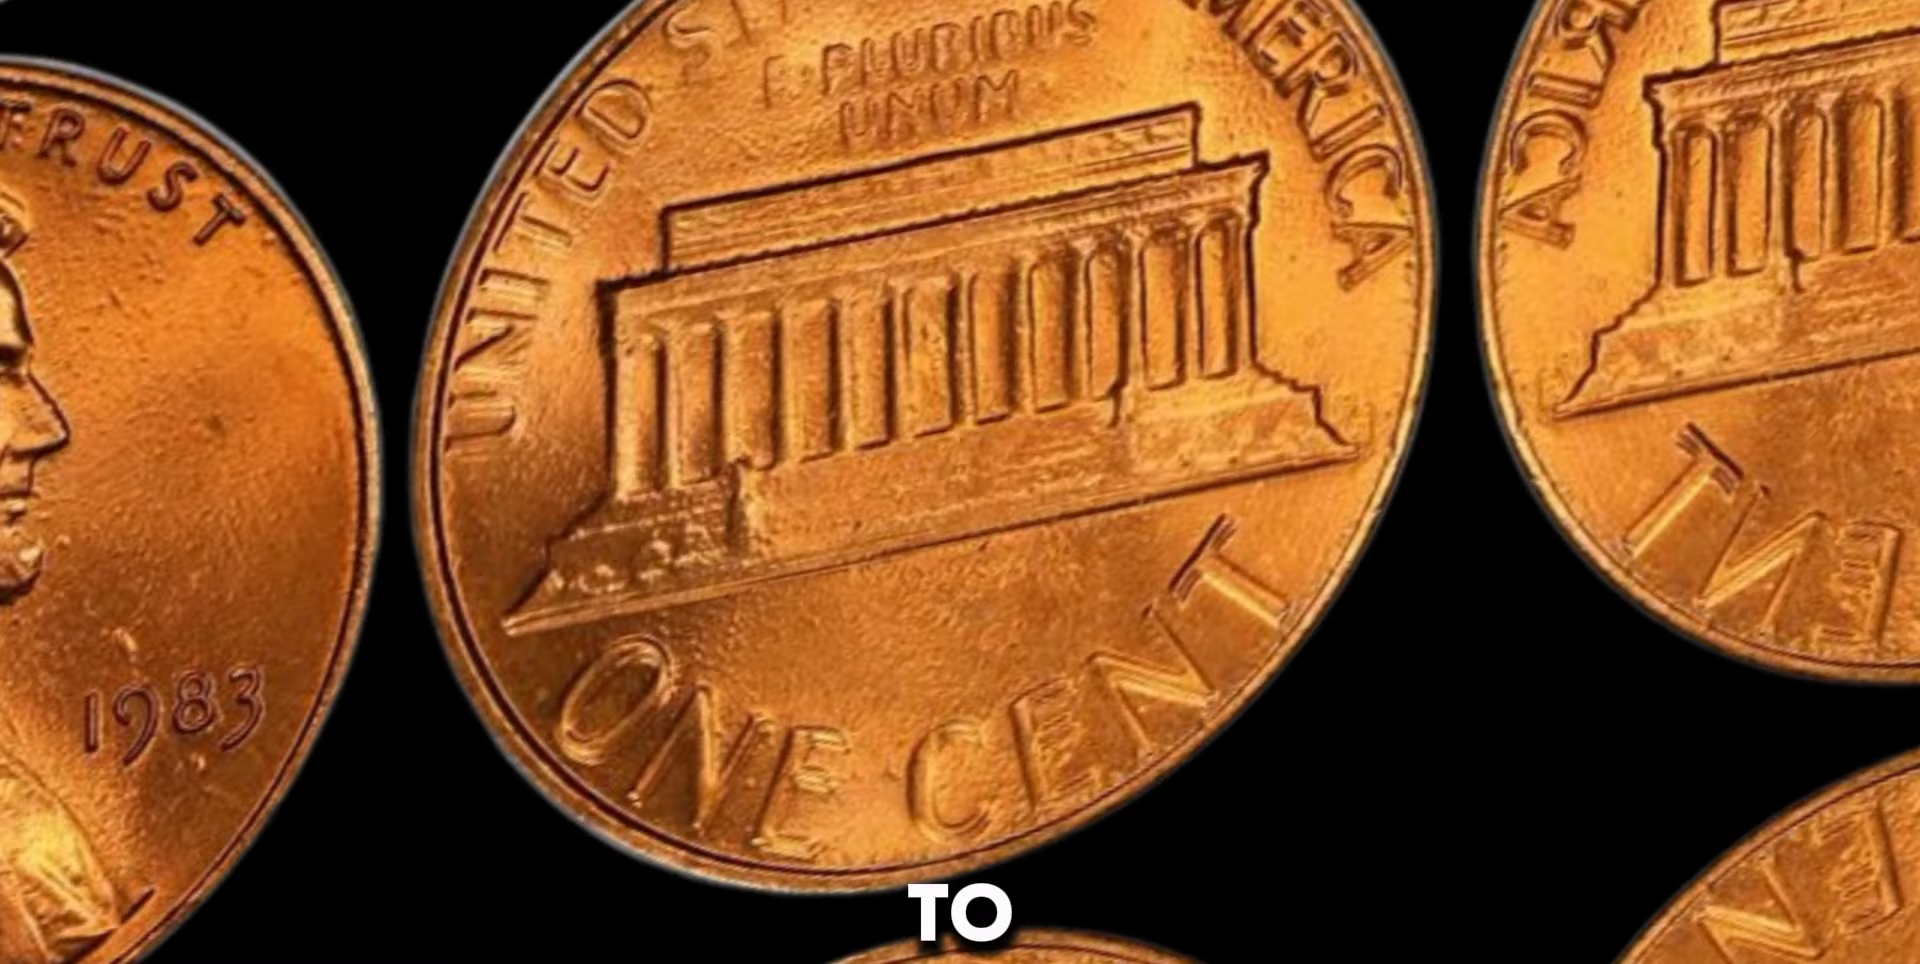 TRUST
1983
UNITED
AMERICA
E·PLURIBUS
UNUM
ONE CENT
TO